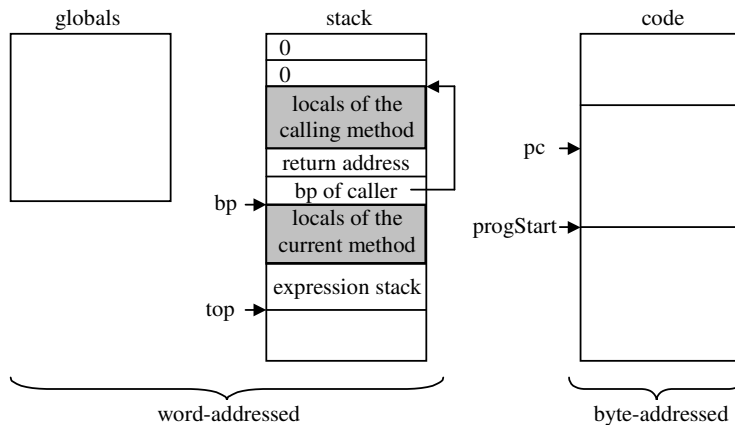 globals
stack
code
0
0
locals of the
calling method
return address
bp of caller
bp
locals of the
current method
expression stack
top
pc
progStart
word-addressed
byte-addressed